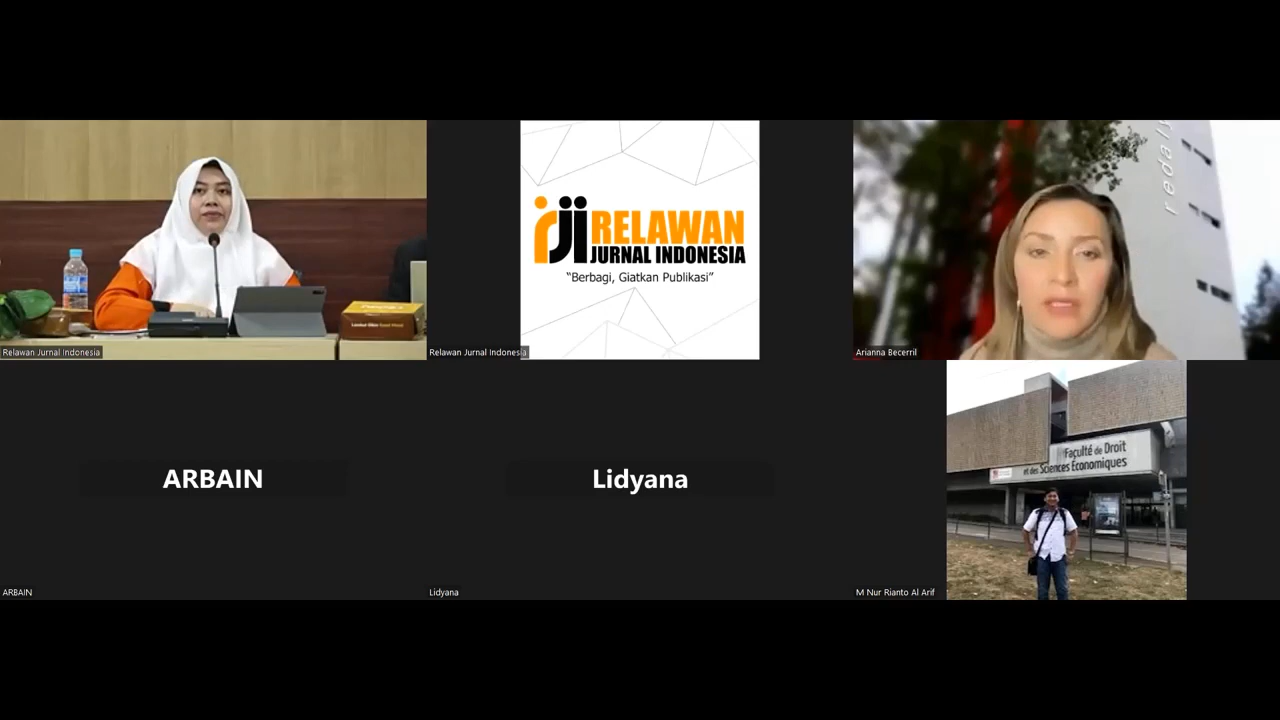 RELAWAN
JURNAL INDONESIA
“Berbagi, Giatkan Publikasi”
redaly
Relawan Jurnal Indonesia
Relawan Jurnal Indonesia
Arianna Becerril
ARBAIN
Lidyana
Faculté de Droit
et des Sciences Économiques
ARBAIN
Lidyana
M Nur Rianto Al Arif